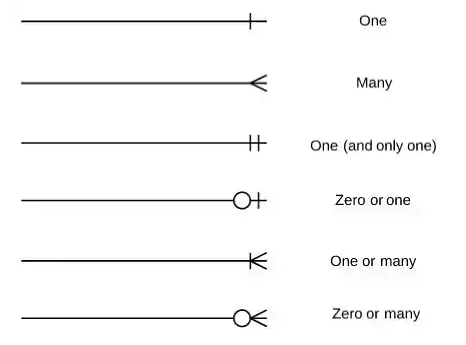 One
Many
One (and only one)
Zero or one
One or many
Zero or many